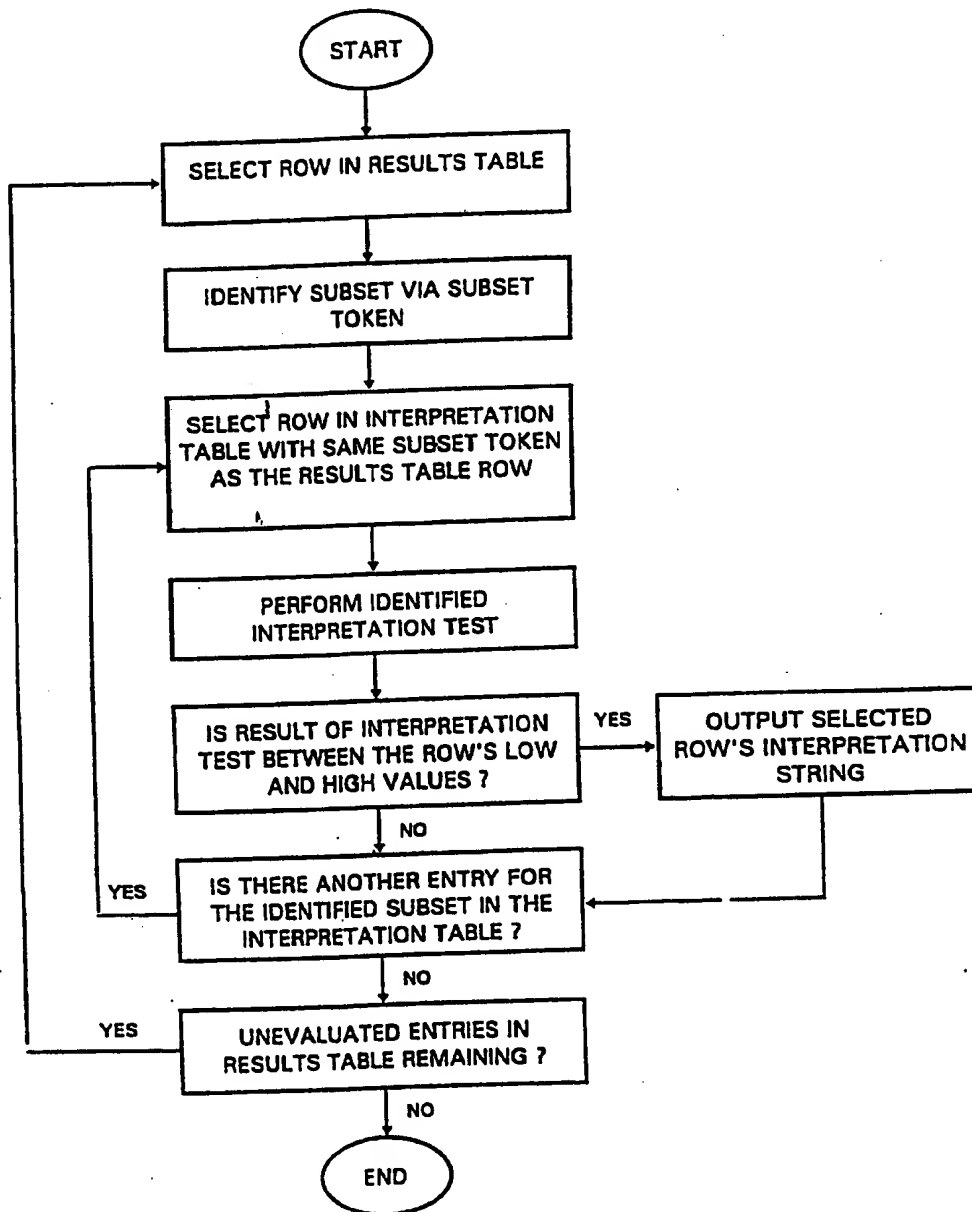 START
SELECT ROW IN RESULTS TABLE
IDENTIFY SUBSET VIA SUBSET
TOKEN
SELECT ROW IN INTERPRETATION
TABLE WITH SAME SUBSET TOKEN
AS THE RESULTS TABLE ROW
PERFORM IDENTIFIED
INTERPRETATION TEST
IS RESULT OF INTERPRETATION
TEST BETWEEN THE ROW'S LOW
AND HIGH VALUES ?
YES
OUTPUT SELECTED
ROW'S INTERPRETATION
STRING
NO
YES
IS THERE ANOTHER ENTRY FOR
THE IDENTIFIED SUBSET IN THE
INTERPRETATION TABLE ?
NO
YES
UNEVALUATED ENTRIES IN
RESULTS TABLE REMAINING ?
NO
END